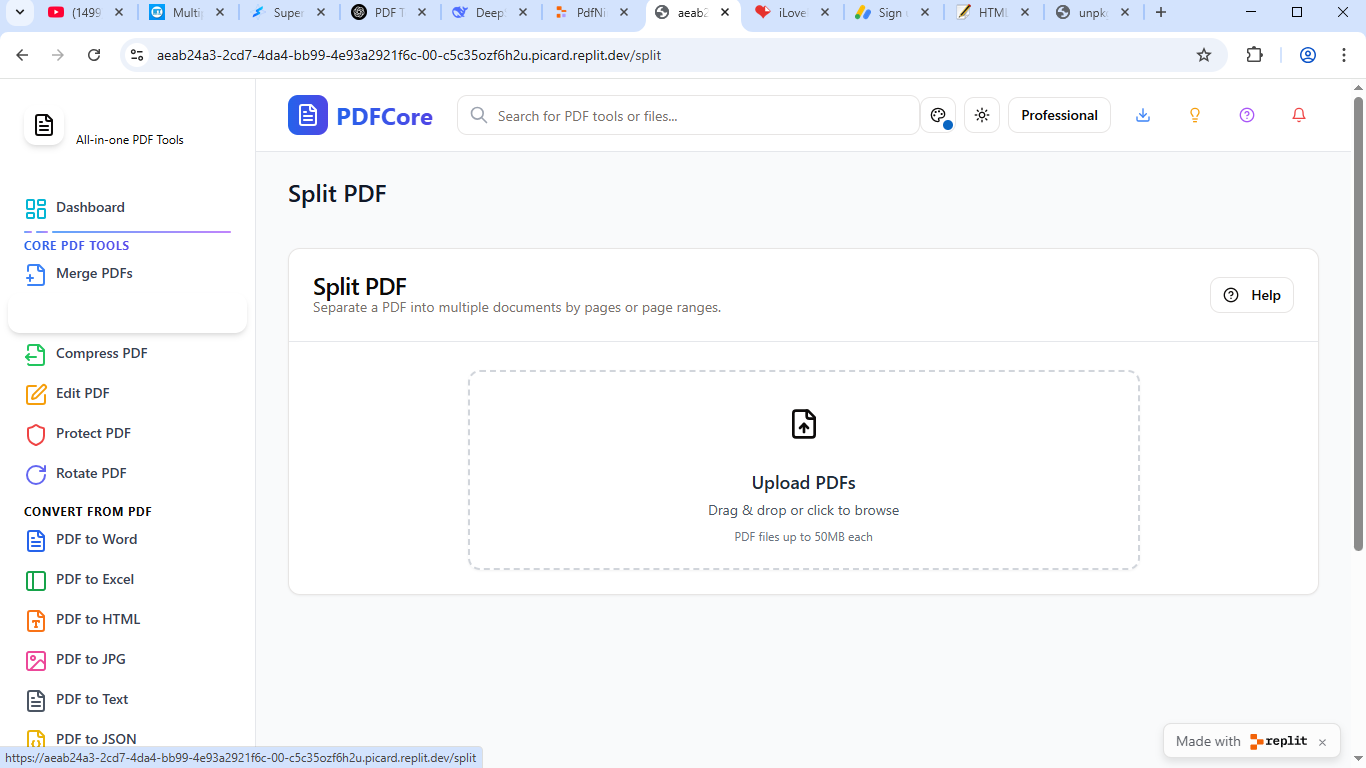 (1499
Multi
Super
PDF T
Deep
PdfNi
aeab2
iLove
Sign
HTML
unpk
aeab24a3-2cd7-4da4-bb99-4e93a2921f6c-00-c5c35ozf6h2u.picard.replit.dev/split
All-in-one PDF Tools
PDFCore
Search for PDF tools or files...
Professional
Dashboard
CORE PDF TOOLS
Merge PDFs
Compress PDF
Edit PDF
Protect PDF
Rotate PDF
CONVERT FROM PDF
PDF to Word
PDF to Excel
PDF to HTML
PDF to JPG
PDF to Text
PDF to JSON
Split PDF
Split PDF
Separate a PDF into multiple documents by pages or page ranges.
Help
Upload PDFs
Drag & drop or click to browse
PDF files up to 50MB each
Made with replit
https://aeab24a3-2cd7-4da4-bb99-4e93a2921f6c-00-c5c35ozf6h2u.picard.replit.dev/split